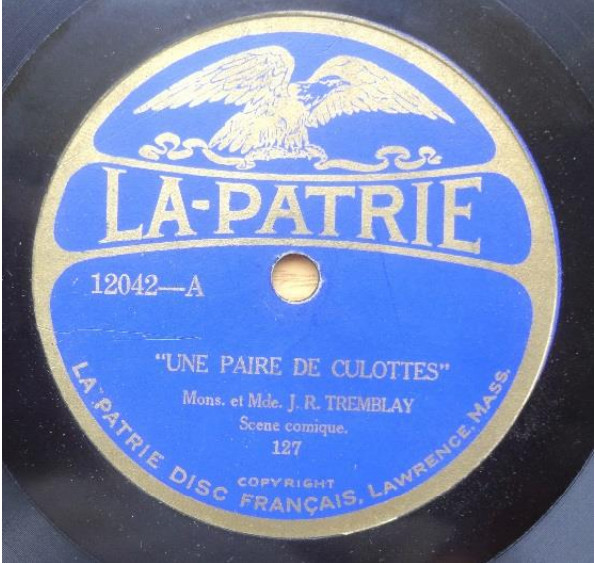 LA-PATRIE
12042—A
"UNE PAIRE DE CULOTTES"
Mons. et Mde. J. R. TREMBLAY
Scene comique.
127
COPYRIGHT
LA PATRIE DISC FRANÇAIS, LAWRENCE, MASS.